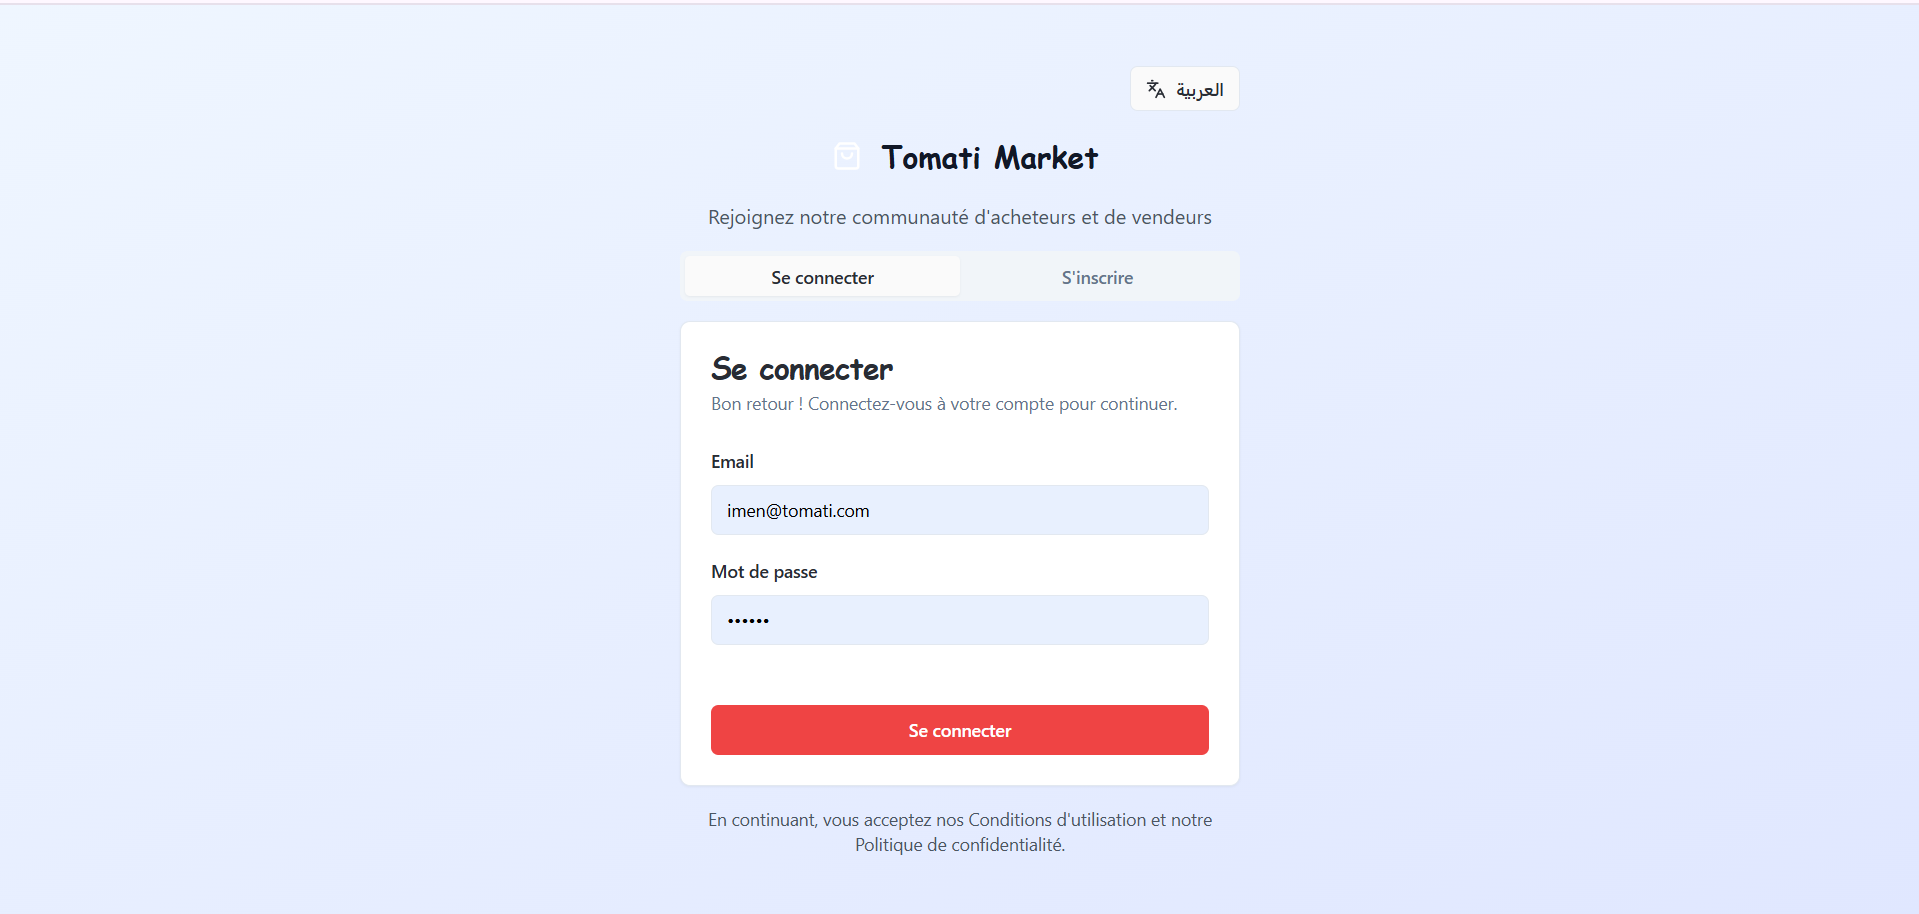 العربية
Tomati Market
Rejoignez notre communauté d'acheteurs et de vendeurs
Se connecter
S'inscrire
Se connecter
Bon retour ! Connectez-vous à votre compte pour continuer.
Email
imen@tomati.com
Mot de passe
••••••
Se connecter
En continuant, vous acceptez nos Conditions d'utilisation et notre
Politique de confidentialité.